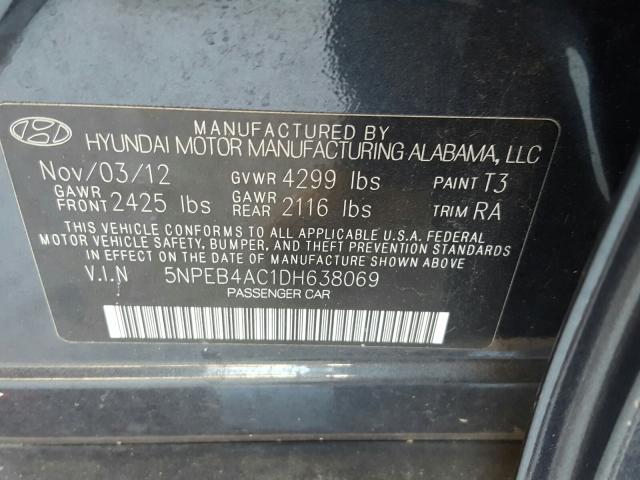 MANUFACTURED BY
HYUNDAI MOTOR MANUFACTURING ALABAMA, LLC
Nov/03/12 GVWR 4299 lbs PAINT T3
GAWR FRONT 2425 lbs GAWR REAR 2116 lbs TRIM RA
THIS VEHICLE CONFORMS TO ALL APPLICABLE U.S.A. FEDERAL
MOTOR VEHICLE SAFETY, BUMPER, AND THEFT PREVENTION STANDARDS
IN EFFECT ON THE DATE OF MANUFACTURE SHOWN ABOVE.
V.I.N 5NPEB4AC1DH638069
PASSENGER CAR